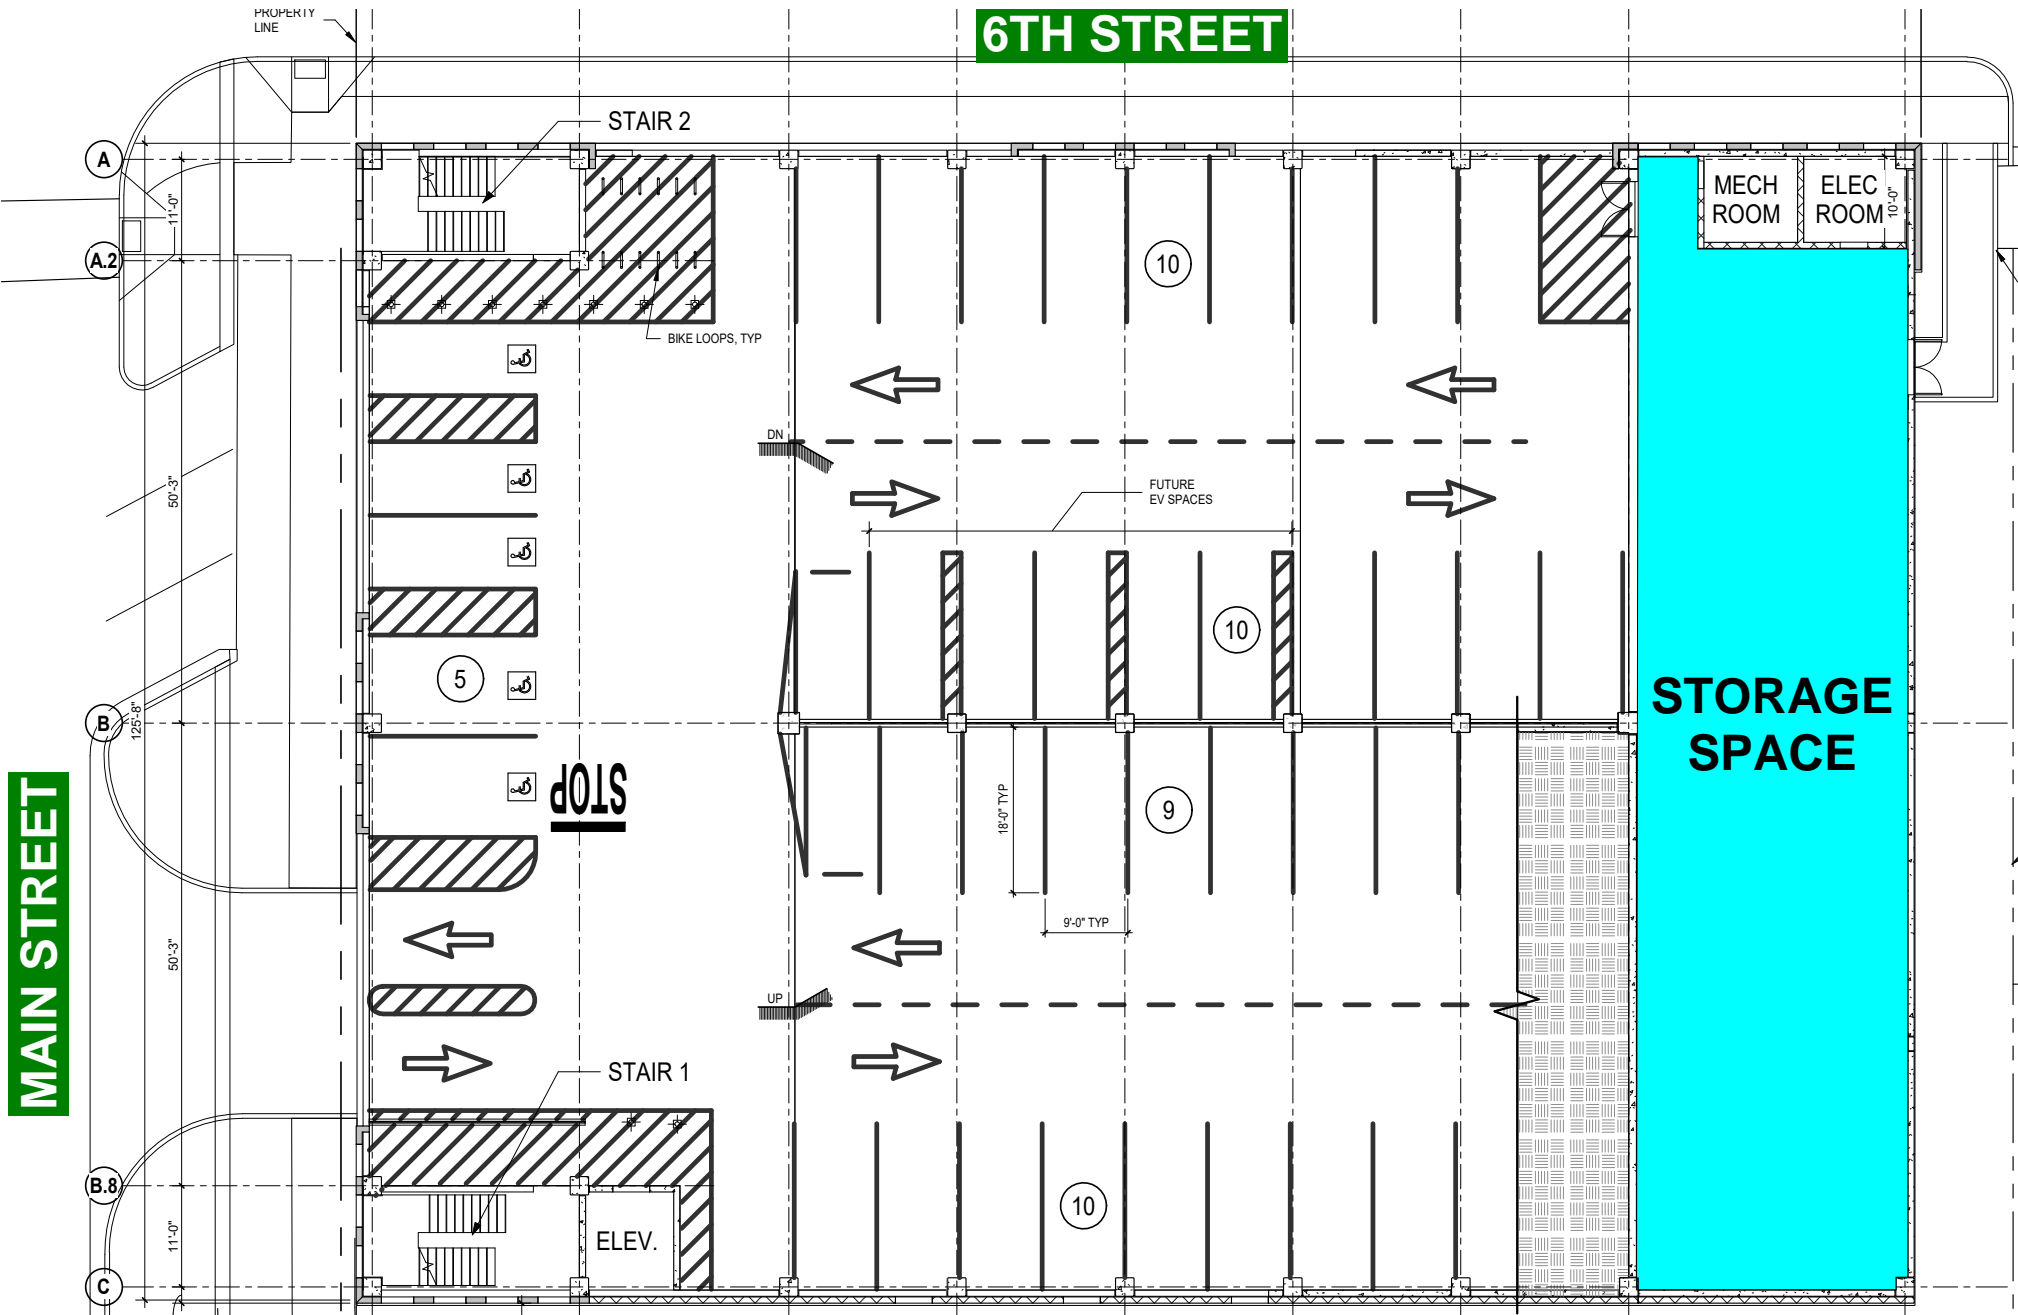 PROPERTY
LINE
6TH STREET
STAIR 2
A
11'-0"
A.2
MECH
ROOM
ELEC
ROOM
10'-0"
10
BIKE LOOPS, TYP
DN
50'-3"
FUTURE
EV SPACES
10
5
B
125'-8"
STORAGE
SPACE
STOP
18'-0" TYP
9
9'-0" TYP
MAIN STREET
50'-3"
UP
STAIR 1
B.8
10
11'-0"
ELEV.
C